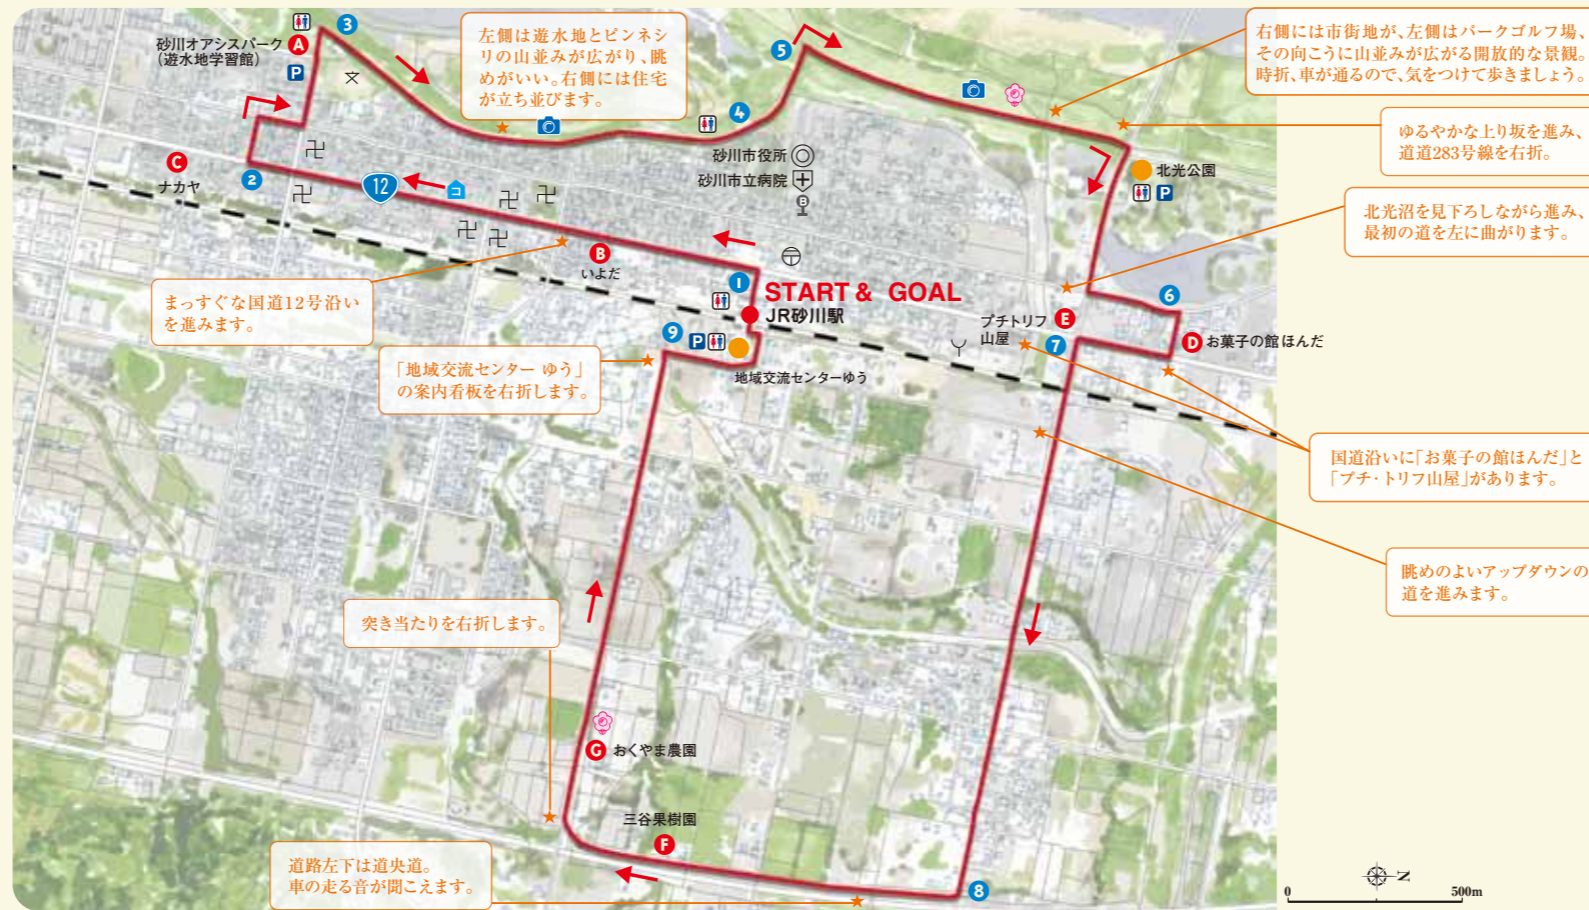 3
砂川オアシスパーク
（遊水地学習館）
A
P
文
左側は遊水地とピンネシ
リの山並みが広がり、眺
めがいい。右側には住宅
が立ち並びます。
5
右側には市街地が、左側はパークゴルフ場、
その向こうに山並みが広がる開放的な景観。
時折、車が通るので、気をつけて歩きましょう。
4
ゆるやかな上り坂を進み、
道道283号線を右折。
砂川市役所
砂川市立病院
B
北光公園
P
C
ナカヤ
2
12
コ
北光沼を見下ろしながら進み、
最初の道を左に曲がります。
B
いよだ
1
START & GOAL
JR砂川駅
まっすぐな国道12号沿い
を進みます。
6
プチトリフ
山屋
E
7
D
お菓子の館 ほんだ
9
P
地域交流センターゆう
「地域交流センター ゆう」
の案内看板を右折します。
国道沿いに「お菓子の館ほんだ」と
「プチ・トリフ山屋」があります。
眺めのよいアップダウンの
道を進みます。
突き当たりを右折します。
G
おくやま農園
三谷果樹園
F
道路左下は道央道。
車の走る音が聞こえます。
8
N
0
500m